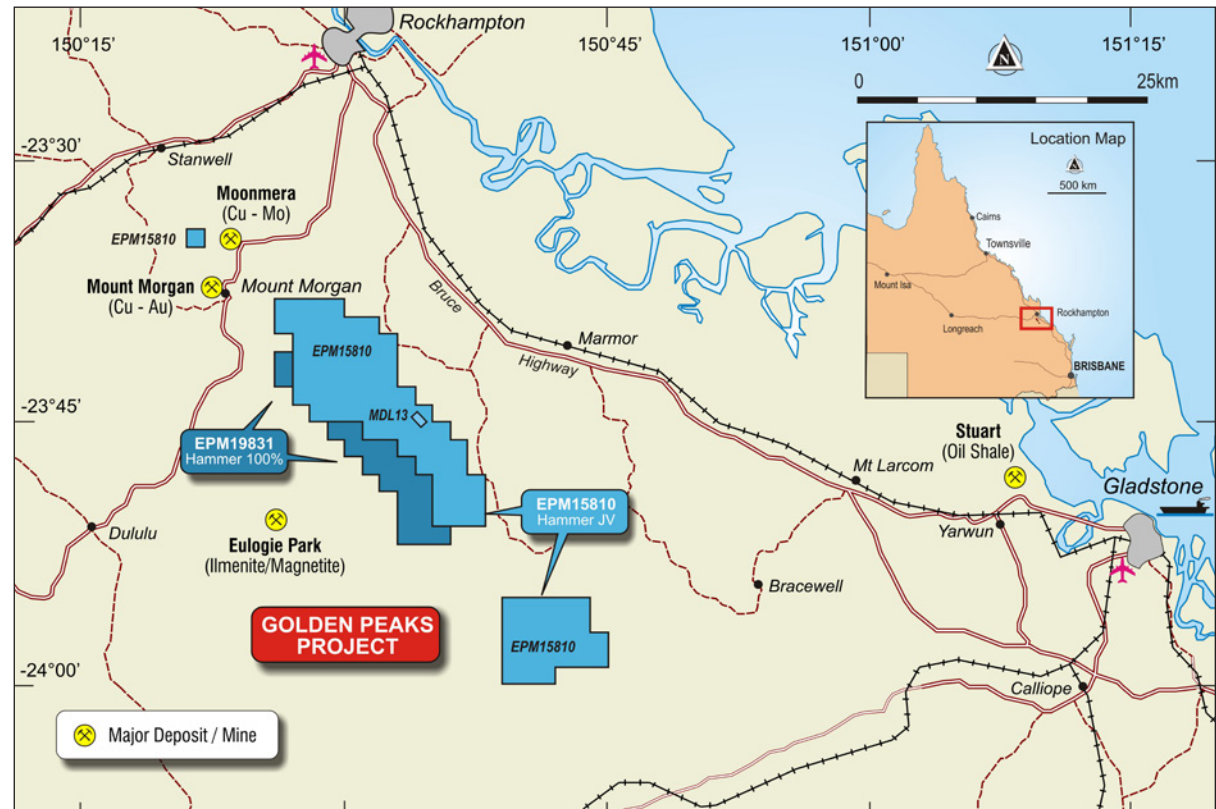 Rockhampton
150°15'
150°45'
151°00'
151°15'
N
0
25km
Location Map
N
500 km
Cairns
Townsville
Mount Isa
Longreach
Rockhampton
BRISBANE
-23°30'
Stanwell
Moonmera
(Cu - Mo)
EPM15810
Mount Morgan
(Cu - Au)
Mount Morgan
Bruce
Highway
Marmor
EPM15810
MDL13
-23°45'
EPM19831
Hammer 100%
Stuart
(Oil Shale)
Mt Larcom
Gladstone
EPM15810
Hammer JV
Yarwun
Dululu
Eulogie Park
(Ilmenite/Magnetite)
Bracewell
GOLDEN PEAKS
PROJECT
EPM15810
-24°00'
Calliope
Major Deposit / Mine